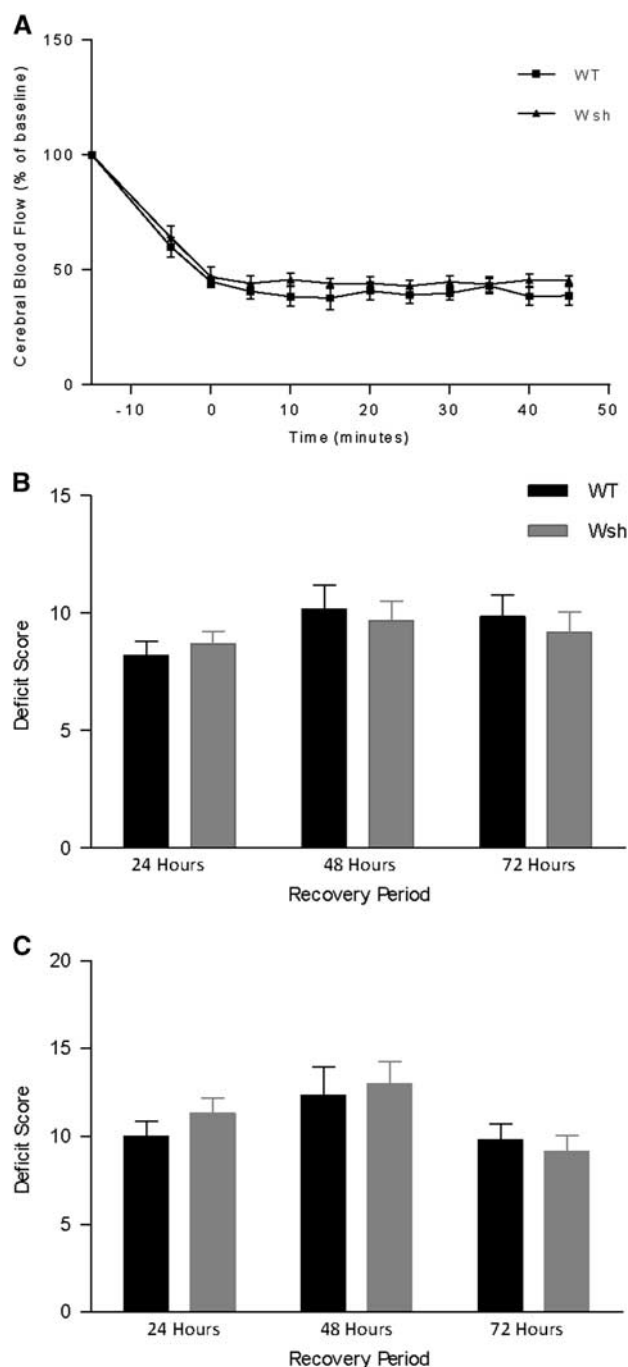 A
150
100
50
0
Cerebral Blood Flow (% of baseline)
WT
Wsh
-10 0 10 20 30 40 50
Time (minutes)
B
15
10
5
0
Deficit Score
WT
Wsh
24 Hours 48 Hours 72 Hours
Recovery Period
C
20
15
10
5
0
Deficit Score
24 Hours 48 Hours 72 Hours
Recovery Period